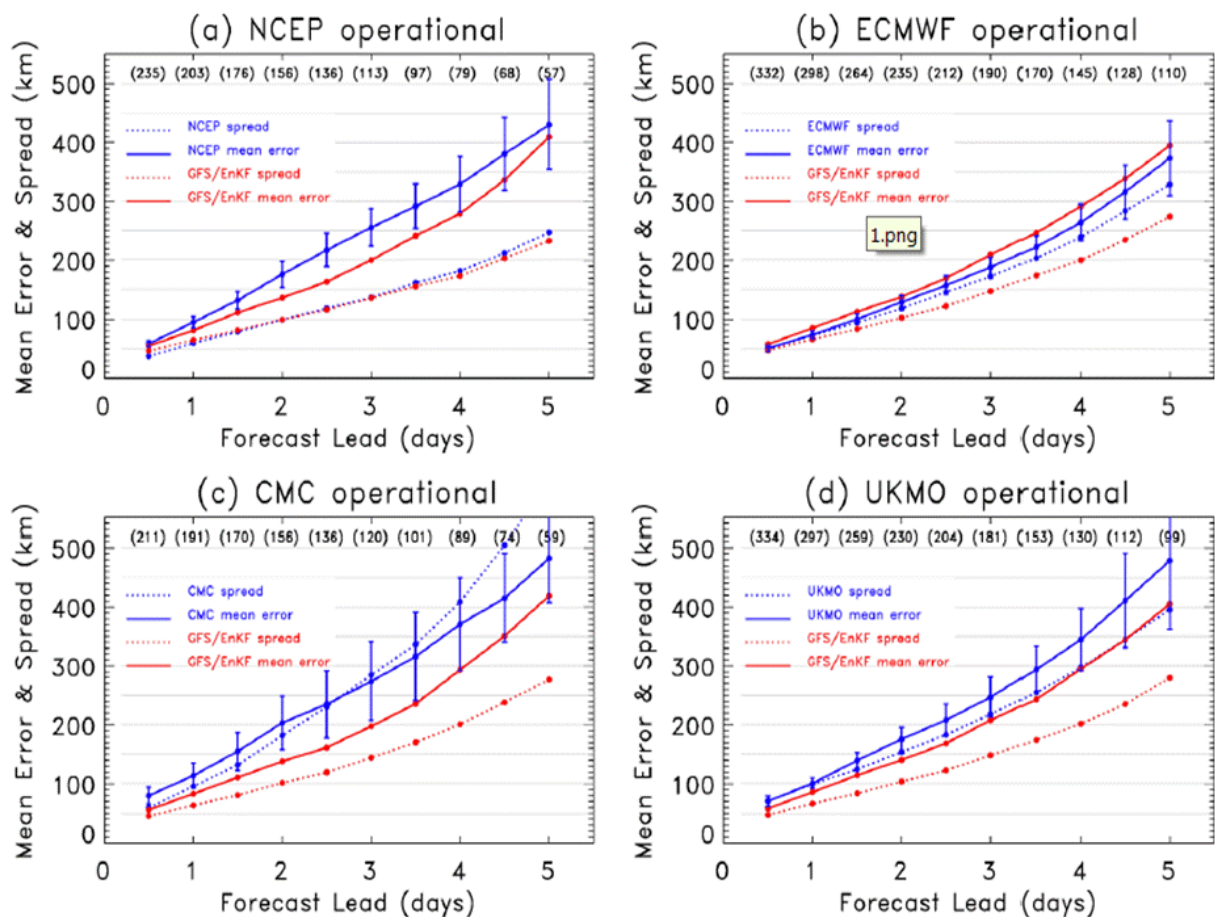 (a) NCEP operational
Mean Error & Spread (km)
500
400
300
200
100
0
(235) (203) (176) (156) (136) (113) (97) (79) (68) (57)
NCEP spread
NCEP mean error
GFS/EnKF spread
GFS/EnKF mean error
0 1 2 3 4 5
Forecast Lead (days)
(b) ECMWF operational
Mean Error & Spread (km)
500
400
300
200
100
0
(332) (298) (264) (235) (212) (190) (170) (145) (128) (110)
ECMWF spread
ECMWF mean error
GFS/EnKF spread
GFS/EnKF mean error
1.png
0 1 2 3 4 5
Forecast Lead (days)
(c) CMC operational
Mean Error & Spread (km)
500
400
300
200
100
0
(211) (191) (170) (156) (136) (120) (101) (89) (74) (59)
CMC spread
CMC mean error
GFS/EnKF spread
GFS/EnKF mean error
0 1 2 3 4 5
Forecast Lead (days)
(d) UKMO operational
Mean Error & Spread (km)
500
400
300
200
100
0
(334) (297) (259) (230) (204) (181) (153) (130) (112) (99)
UKMO spread
UKMO mean error
GFS/EnKF spread
GFS/EnKF mean error
0 1 2 3 4 5
Forecast Lead (days)